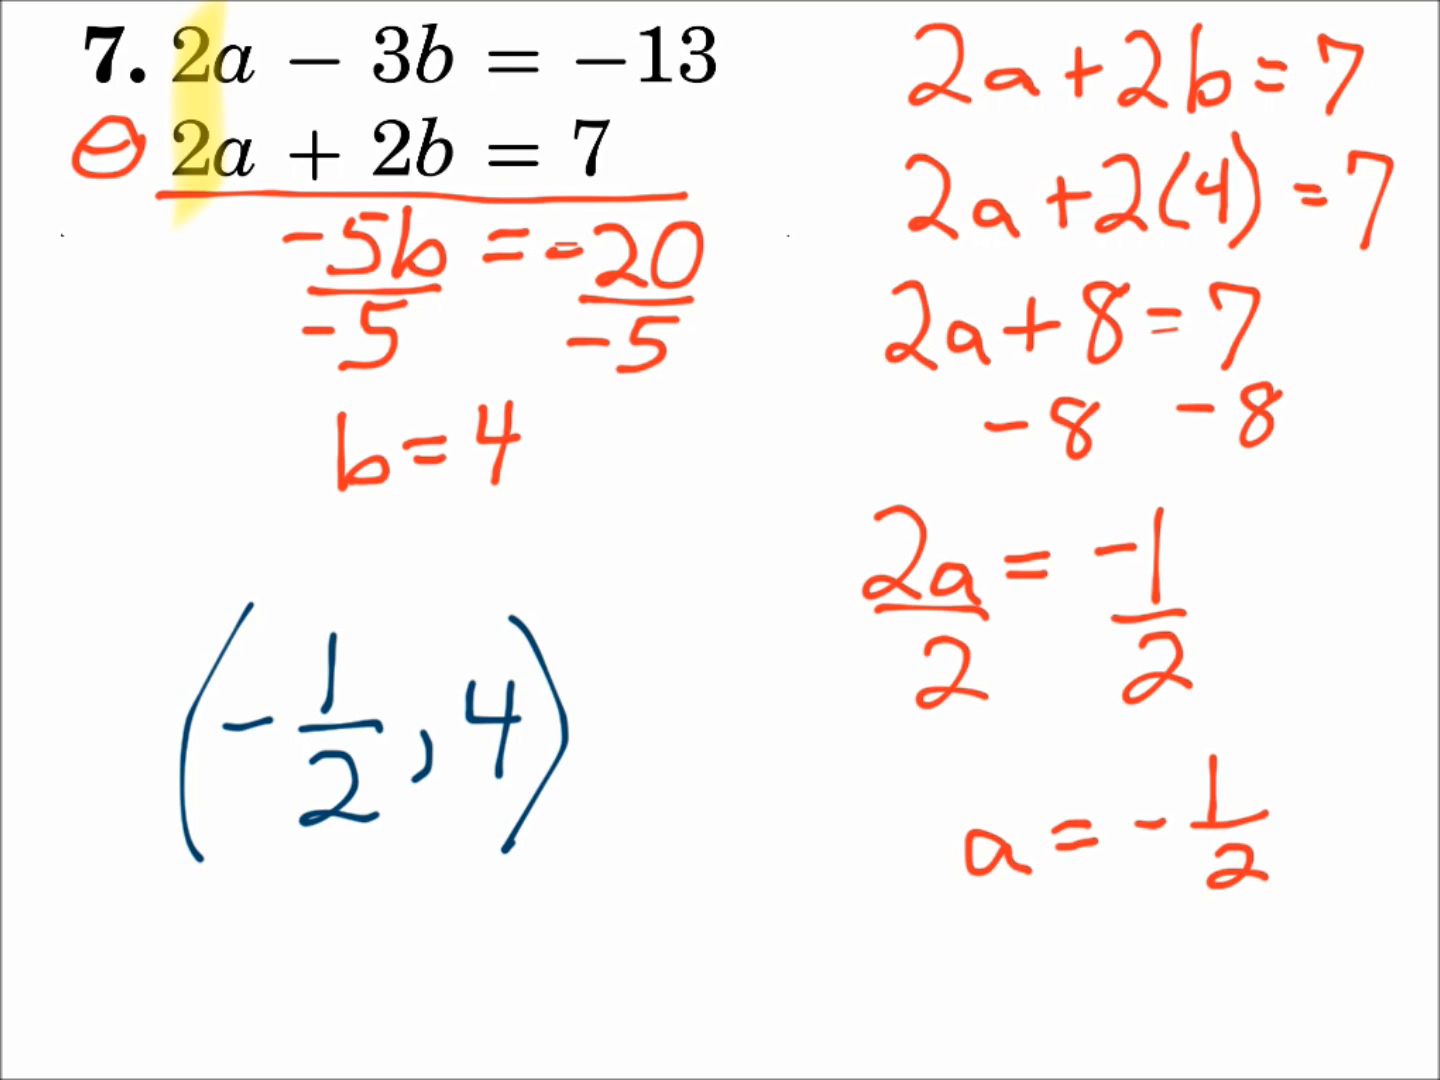 7. 2a − 3b = −13
⊖ 2a + 2b = 7
-5b = -20
-5 -5
b = 4
(-1/2, 4)
2a + 2b = 7
2a + 2(4) = 7
2a + 8 = 7
-8 -8
2a = -1
2 2
a = -1/2